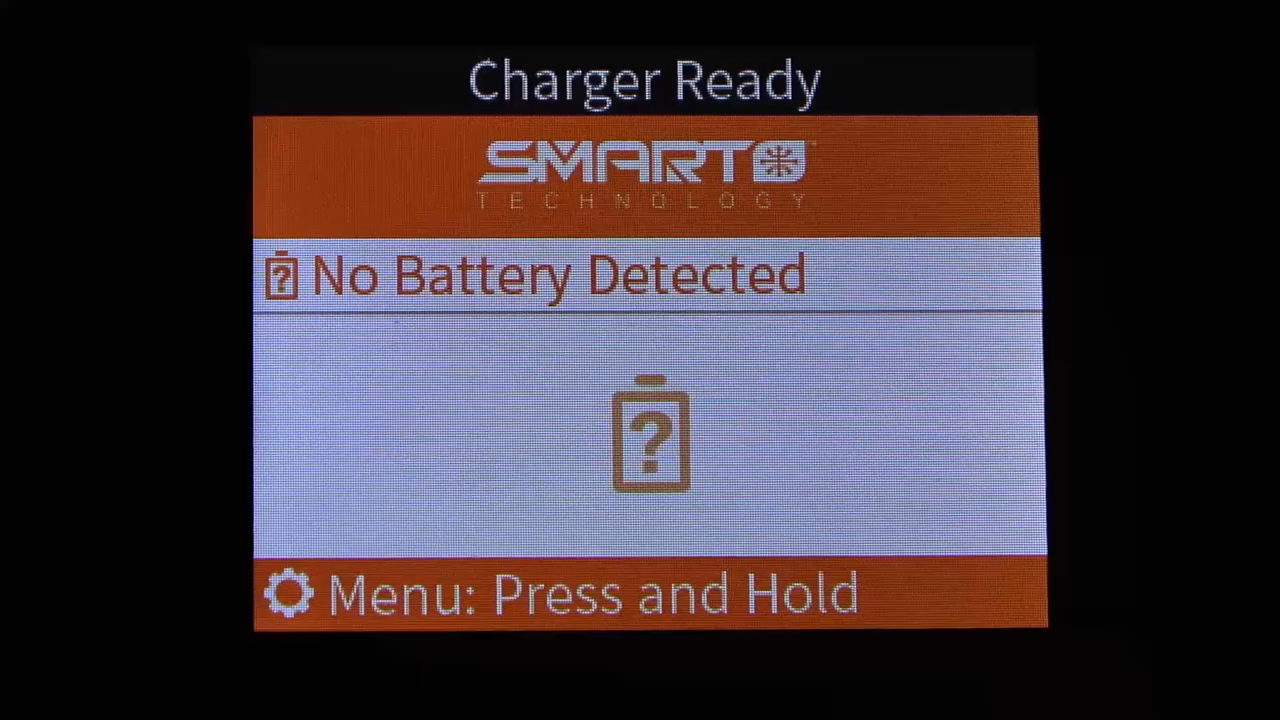 Charger Ready
SMART
TECHNOLOGY
? No Battery Detected
?
Menu: Press and Hold